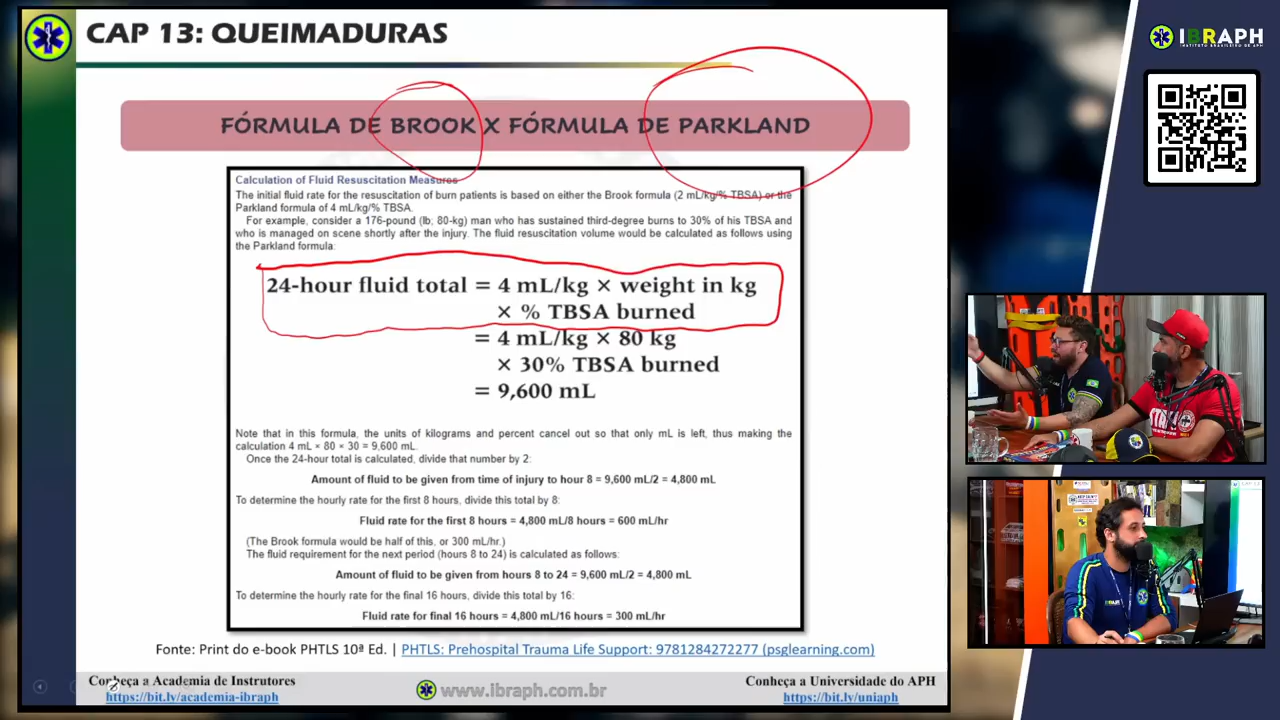 CAP 13: QUEIMADURAS
IBRAPH
INSTITUTO BRASILEIRO DE APH
FÓRMULA DE BROOK X FÓRMULA DE PARKLAND
Calculation of Fluid Resuscitation Measures
The initial fluid rate for the resuscitation of burn patients is based on either the Brook formula (2 mL/kg/% TBSA) or the
Parkland formula of 4 mL/kg/% TBSA.
For example, consider a 176-pound (lb; 80-kg) man who has sustained third-degree burns to 30% of his TBSA and
who is managed on scene shortly after the injury. The fluid resuscitation volume would be calculated as follows using
the Parkland formula:
24-hour fluid total = 4 mL/kg × weight in kg
× % TBSA burned
= 4 mL/kg × 80 kg
× 30% TBSA burned
= 9,600 mL
Note that in this formula, the units of kilograms and percent cancel out so that only mL is left, thus making the
calculation 4 mL × 80 × 30 = 9,600 mL.
Once the 24-hour total is calculated, divide that number by 2:
Amount of fluid to be given from time of injury to hour 8 = 9,600 mL/2 = 4,800 mL
To determine the hourly rate for the first 8 hours, divide this total by 8:
Fluid rate for the first 8 hours = 4,800 mL/8 hours = 600 mL/hr
(The Brook formula would be half of this, or 300 mL/hr.)
The fluid requirement for the next period (hours 8 to 24) is calculated as follows:
Amount of fluid to be given from hours 8 to 24 = 9,600 mL/2 = 4,800 mL
To determine the hourly rate for the final 16 hours, divide this total by 16:
Fluid rate for final 16 hours = 4,800 mL/16 hours = 300 mL/hr
Fonte: Print do e-book PHTLS 10ª Ed. | PHTLS: Prehospital Trauma Life Support: 9781284272277 (psglearning.com)
Conheça a Academia de Instrutores
https://bit.ly/academia-ibraph
www.ibraph.com.br
Conheça a Universidade do APH
https://bit.ly/uniaph